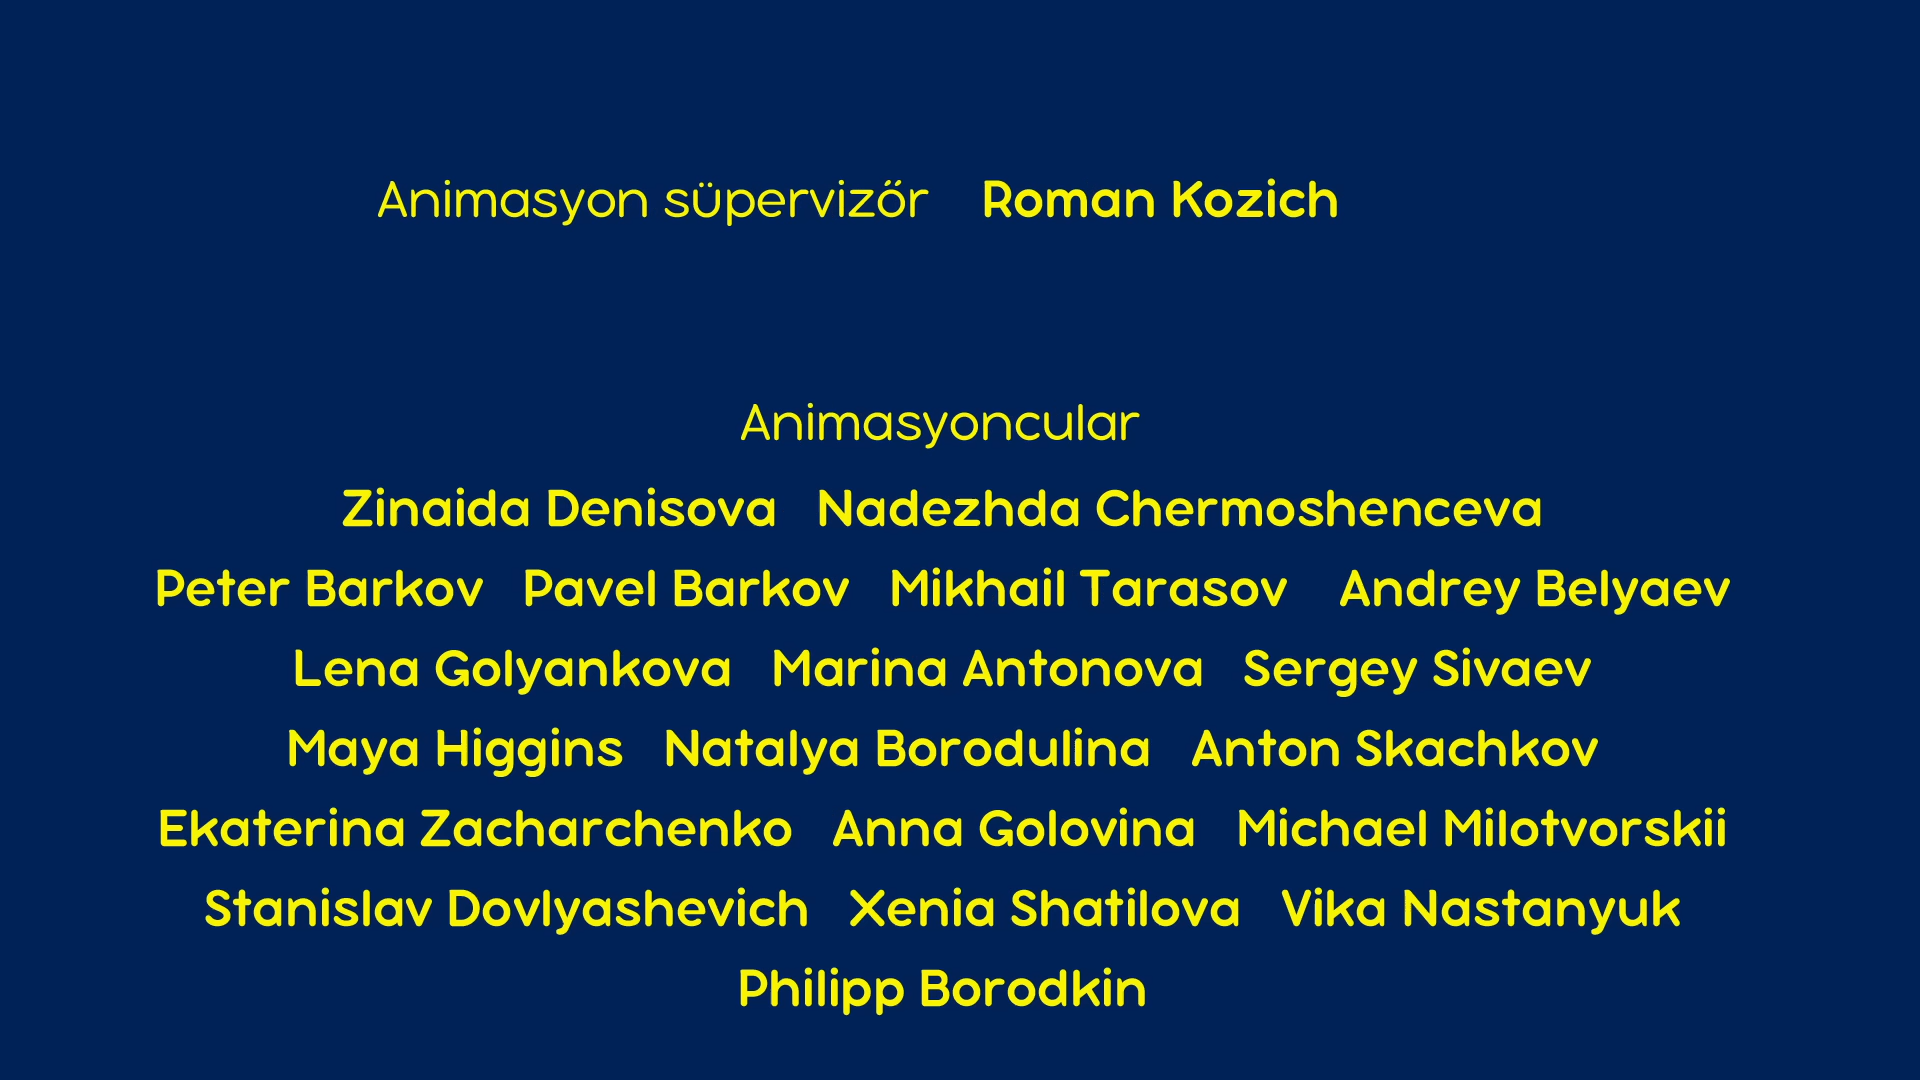 Animasyon süpervizőr Roman Kozich
Animasyoncular
Zinaida Denisova Nadezhda Chermoshenceva
Peter Barkov Pavel Barkov Mikhail Tarasov Andrey Belyaev
Lena Golyankova Marina Antonova Sergey Sivaev
Maya Higgins Natalya Borodulina Anton Skachkov
Ekaterina Zacharchenko Anna Golovina Michael Milotvorskii
Stanislav Dovlyashevich Xenia Shatilova Vika Nastanyuk
Philipp Borodkin